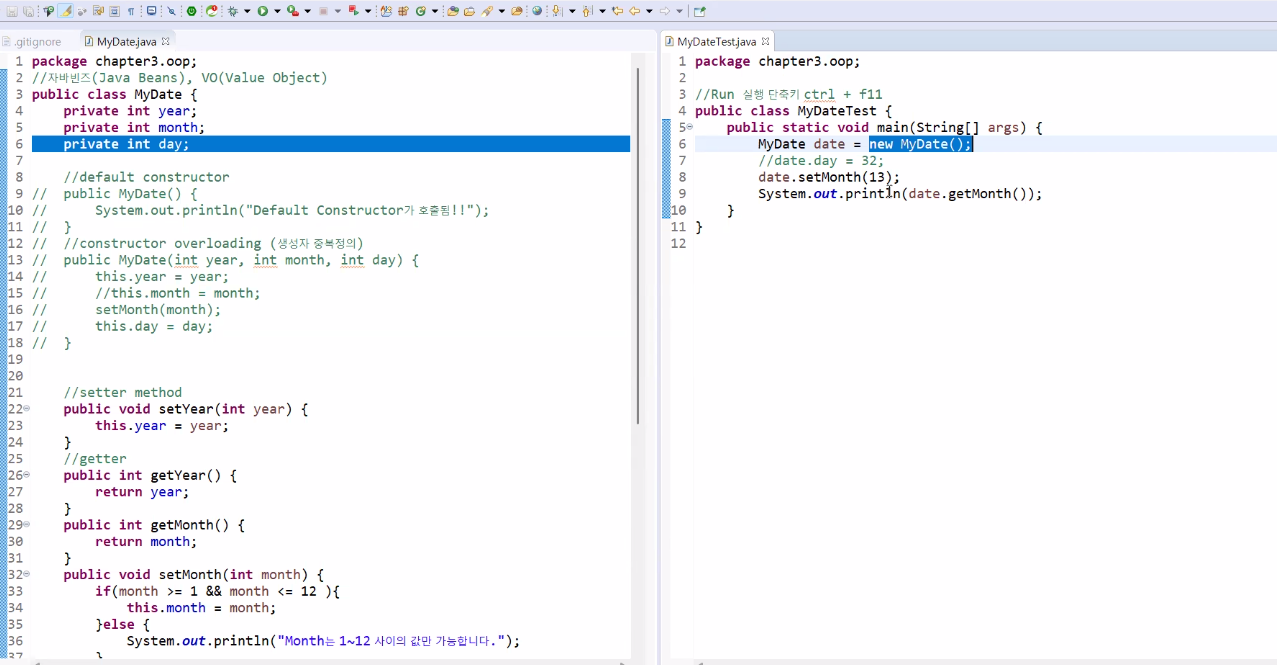 .gitignore
MyDate.java
1 package chapter3.oop;
2 //자바빈즈(Java Beans), VO(Value Object)
3 public class MyDate {
4     private int year;
5     private int month;
6     private int day;
7
8     //default constructor
9 //  public MyDate() {
10 //      System.out.println("Default Constructor가 호출됨!!");
11 //  }
12 //  //constructor overloading (생성자 중복정의)
13 //  public MyDate(int year, int month, int day) {
14 //      this.year = year;
15 //      //this.month = month;
16 //      setMonth(month);
17 //      this.day = day;
18 //  }
19
20
21     //setter method
22     public void setYear(int year) {
23         this.year = year;
24     }
25     //getter
26     public int getYear() {
27         return year;
28     }
29     public int getMonth() {
30         return month;
31     }
32     public void setMonth(int month) {
33         if(month >= 1 && month <= 12 ){
34             this.month = month;
35         }else {
36             System.out.println("Month는 1~12 사이의 값만 가능합니다.");
37         }
MyDateTest.java
1 package chapter3.oop;
2
3 //Run 실행 단축키 ctrl + f11
4 public class MyDateTest {
5     public static void main(String[] args) {
6         MyDate date = new MyDate();
7         //date.day = 32;
8         date.setMonth(13);
9         System.out.println(date.getMonth());
10     }
11 }
12